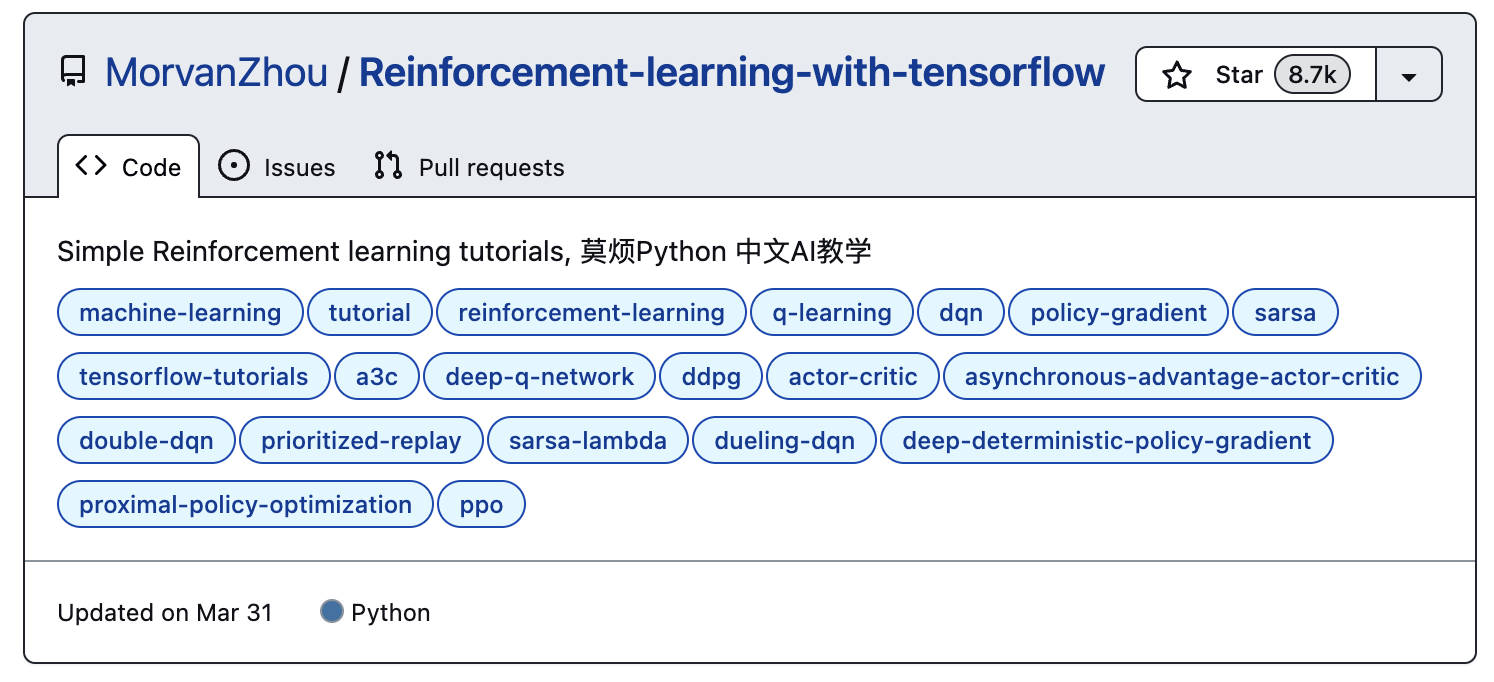 MorvanZhou / Reinforcement-learning-with-tensorflow Star 8.7k
Code Issues Pull requests
Simple Reinforcement learning tutorials, 莫烦Python 中文AI教学
machine-learning tutorial reinforcement-learning q-learning dqn policy-gradient sarsa
tensorflow-tutorials a3c deep-q-network ddpg actor-critic asynchronous-advantage-actor-critic
double-dqn prioritized-replay sarsa-lambda dueling-dqn deep-deterministic-policy-gradient
proximal-policy-optimization ppo
Updated on Mar 31 Python